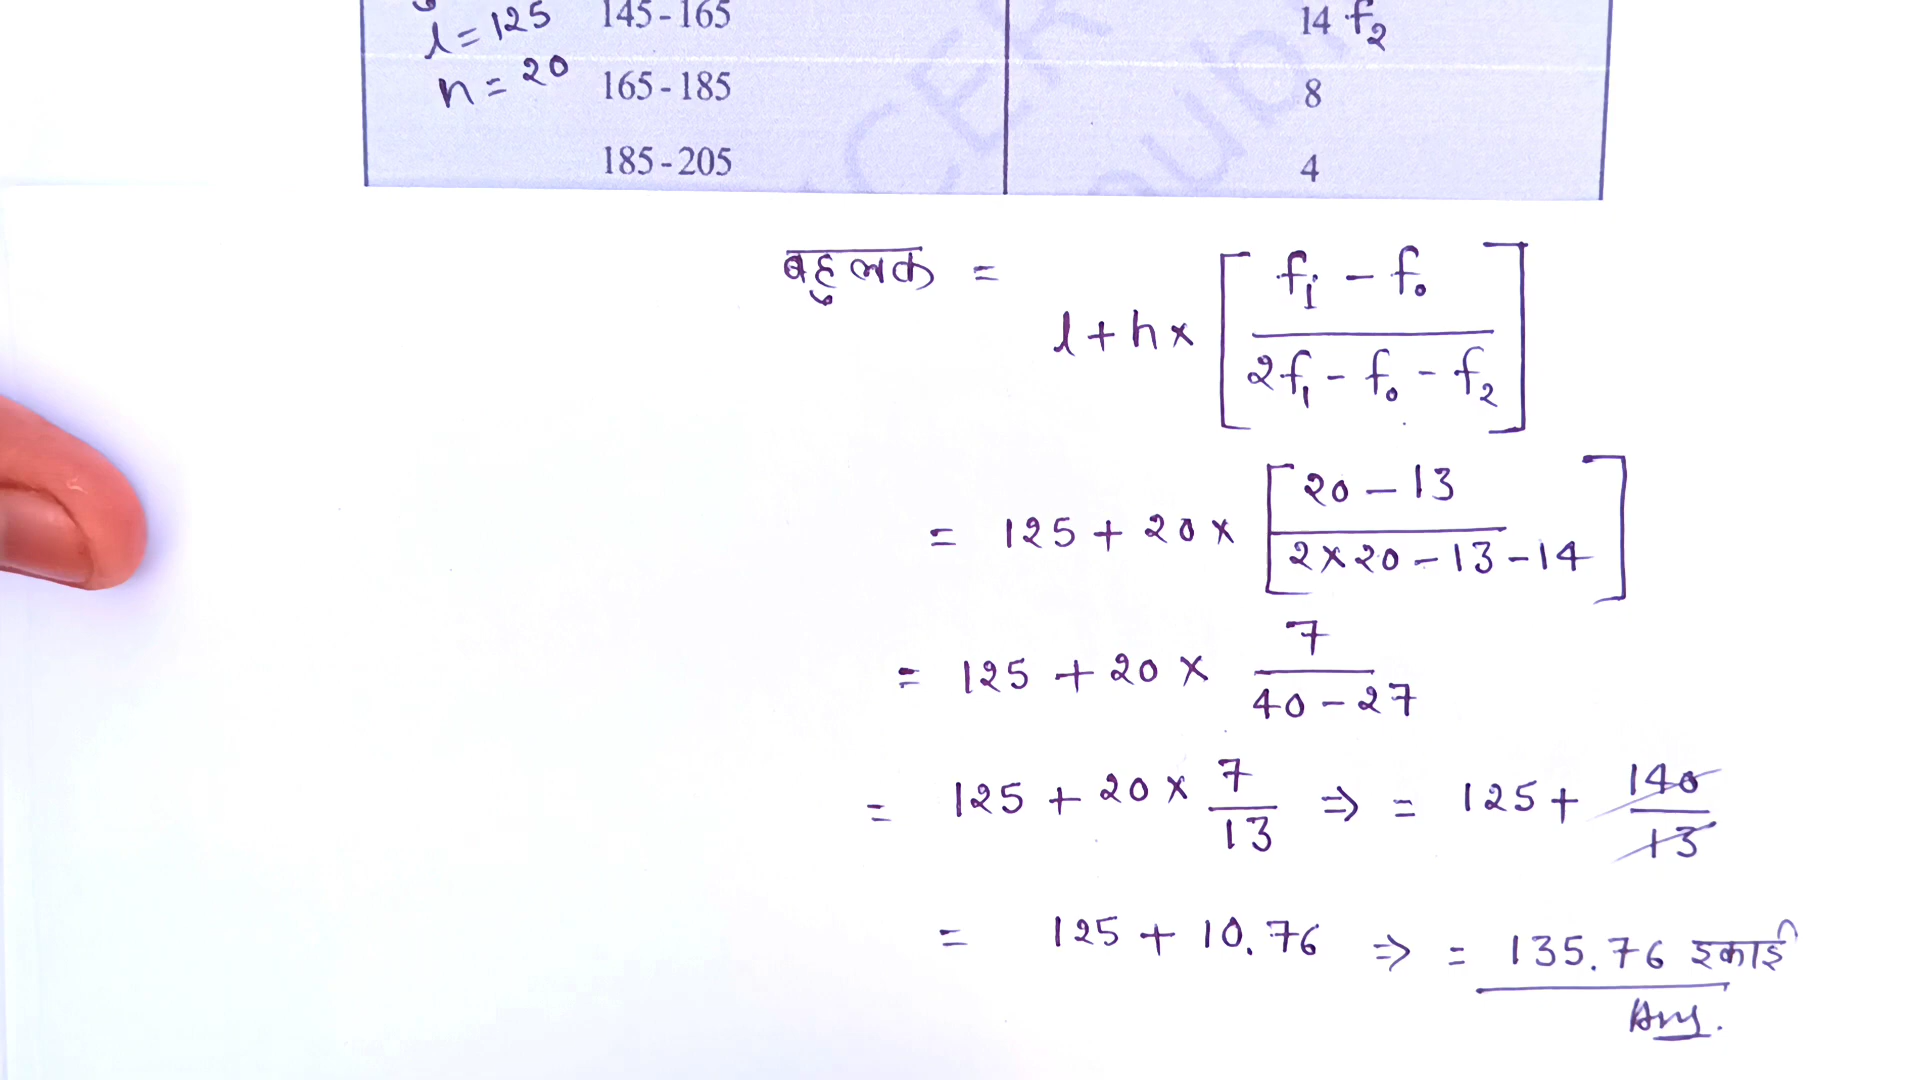 l = 125 145-165 14 f₂
n = 20 165-185 8
185-205 4
बहुलक = l + h × [ (f₁ - f₀) / (2f₁ - f₀ - f₂) ]
= 125 + 20 × [ (20 - 13) / (2 × 20 - 13 - 14) ]
= 125 + 20 × 7 / (40 - 27)
= 125 + 20 × 7/13 ⇒ = 125 + 140/13
= 125 + 10.76 ⇒ = 135.76 इकाई
Ans.